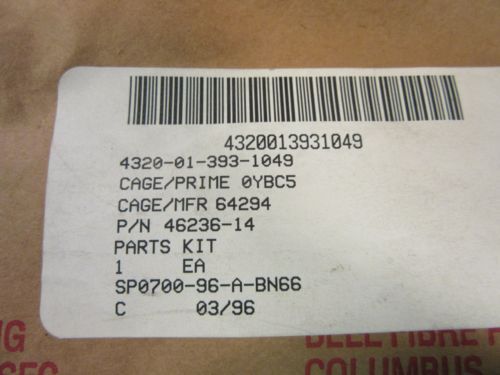 4320013931049
4320-01-393-1049
CAGE/PRIME 0YBC5
CAGE/MFR 64294
P/N 46236-14
PARTS KIT
1 EA
SP0700-96-A-BN66
C 03/96
COLUMBUS